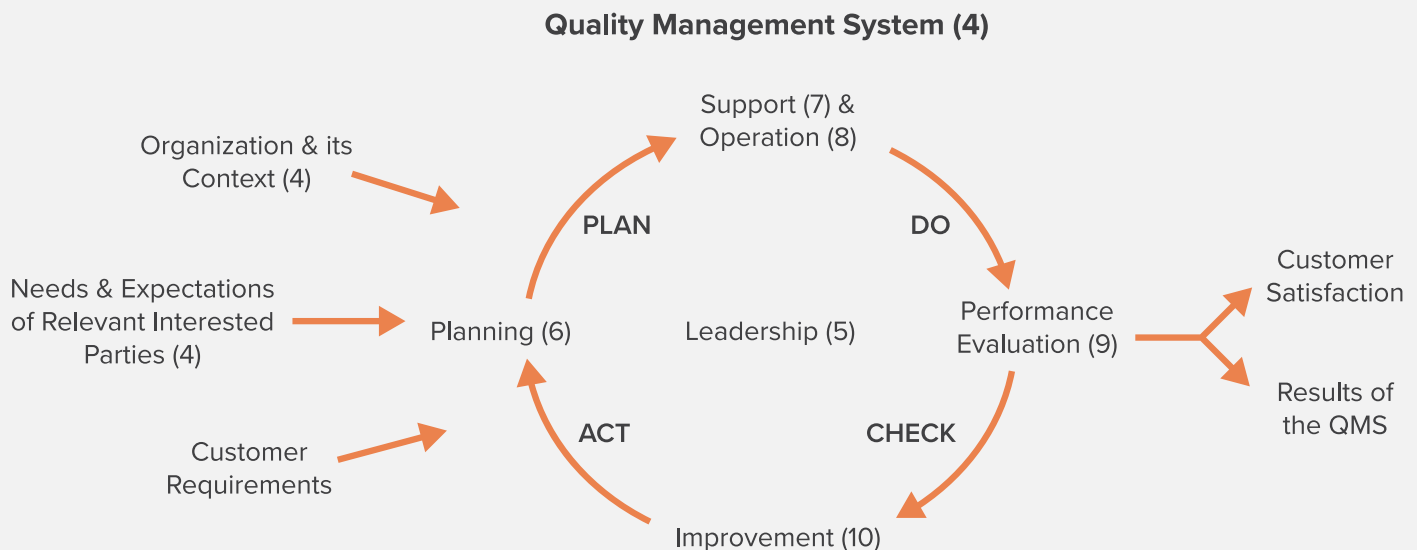 Quality Management System (4)
Support (7) &
Operation (8)
Organization & its
Context (4)
PLAN
DO
Needs & Expectations
of Relevant Interested
Parties (4)
Planning (6)
Leadership (5)
Performance
Evaluation (9)
Customer
Satisfaction
Results of
the QMS
ACT
CHECK
Customer
Requirements
Improvement (10)